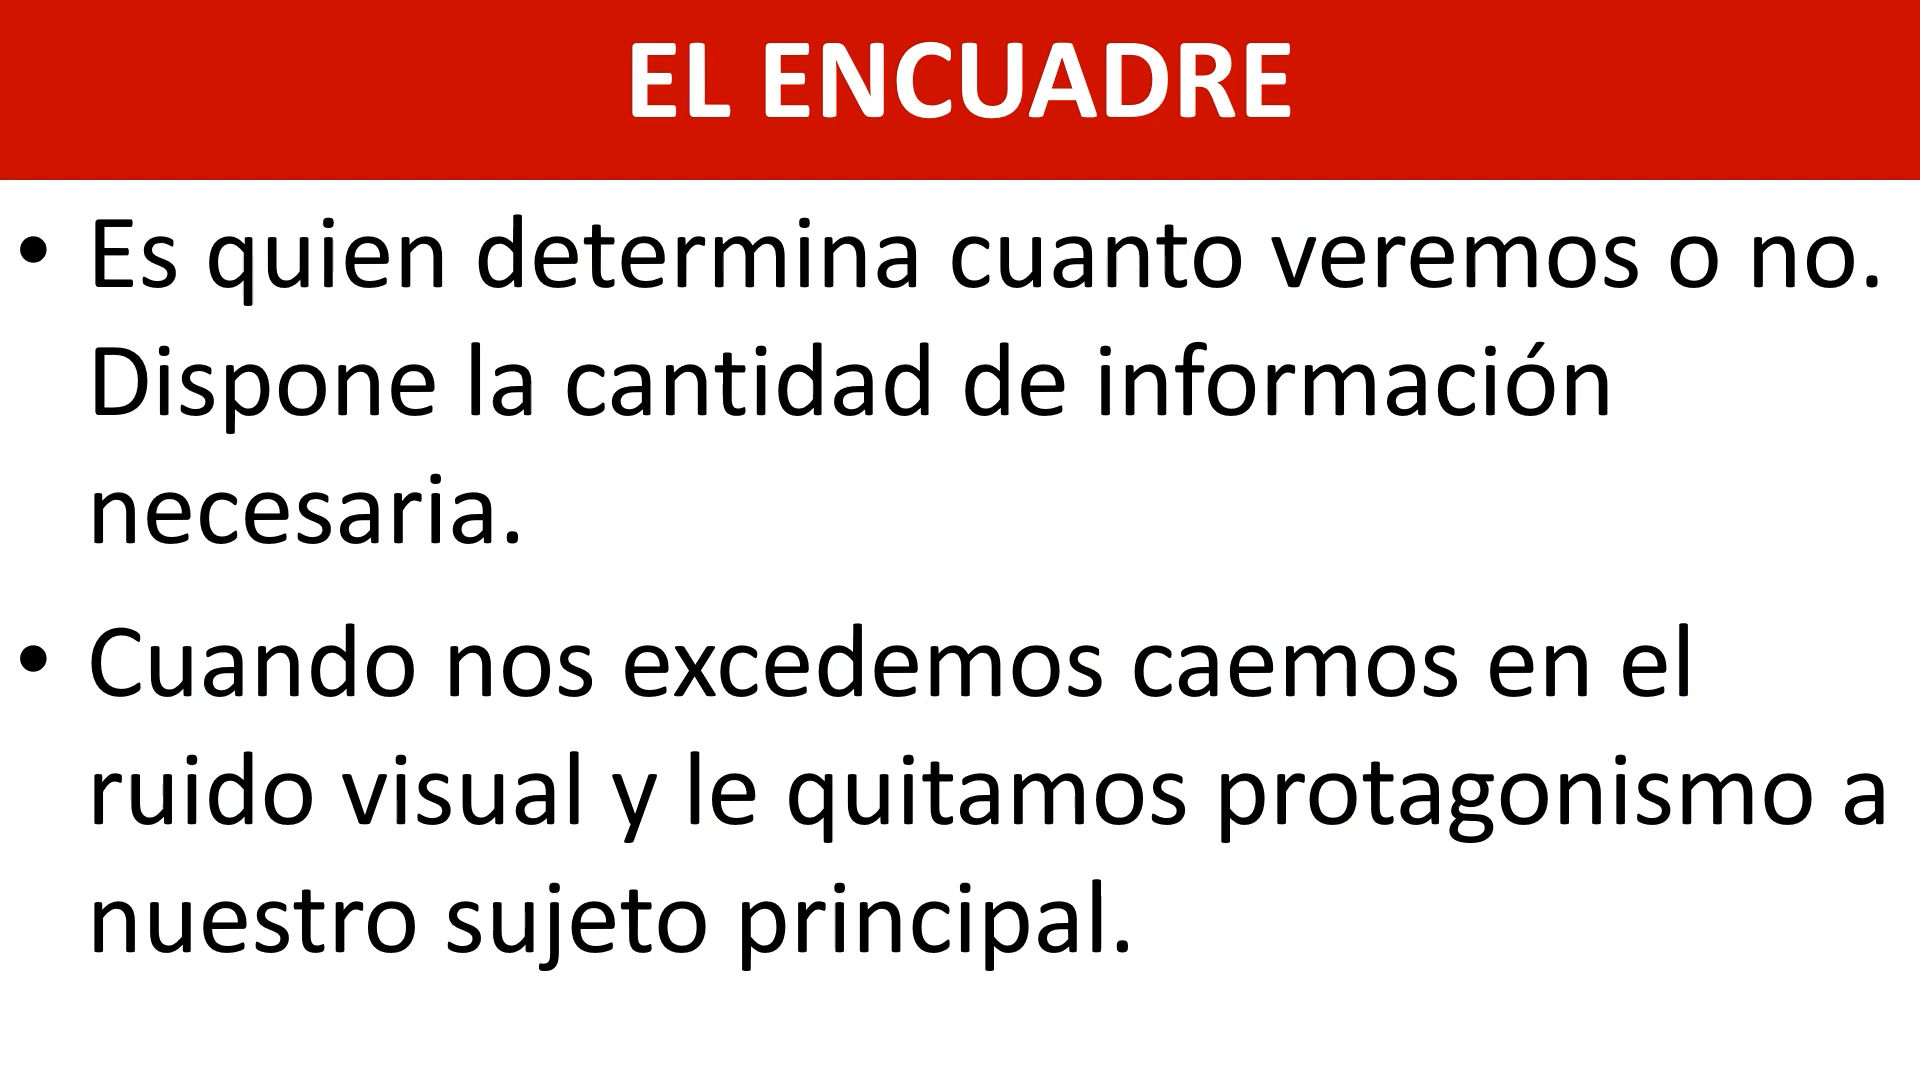 EL ENCUADRE
• Es quien determina cuanto veremos o no.
Dispone la cantidad de información
necesaria.
• Cuando nos excedemos caemos en el
ruido visual y le quitamos protagonismo a
nuestro sujeto principal.